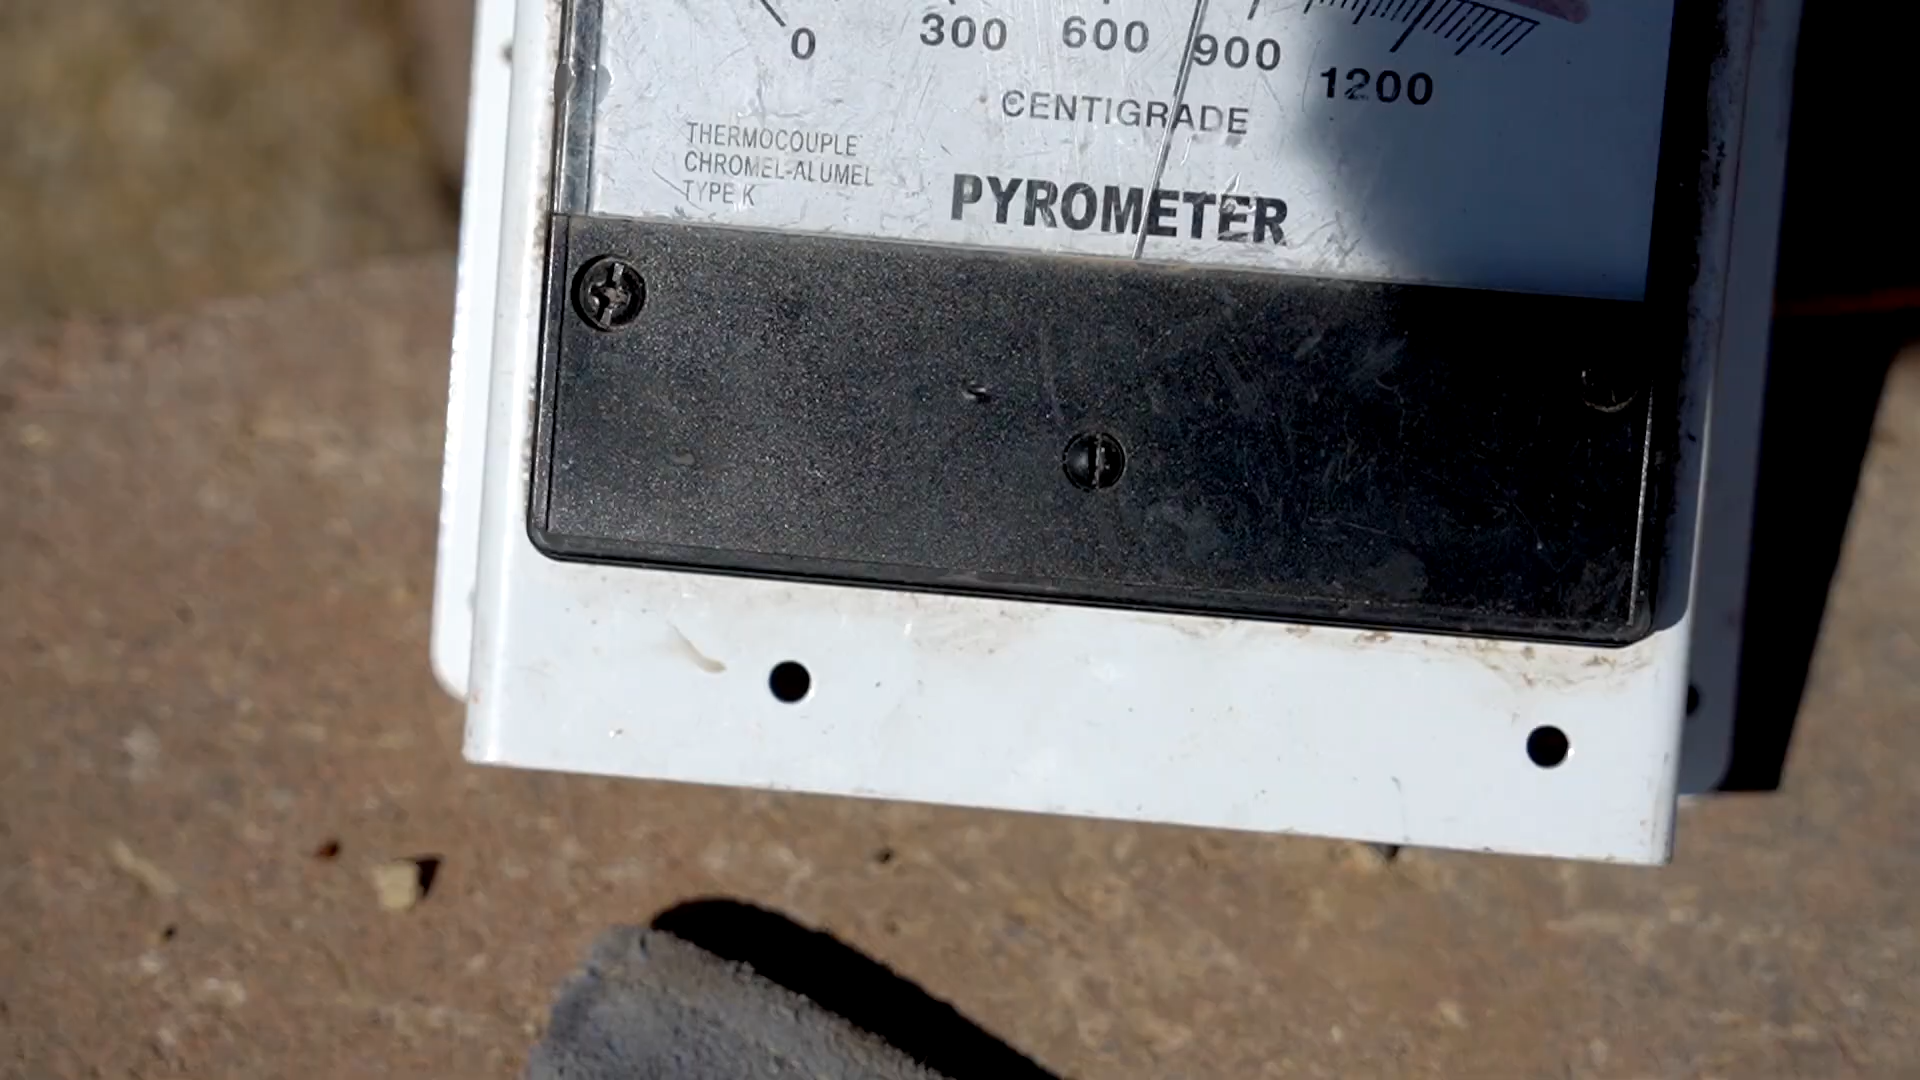 0 300 600 900 1200
CENTIGRADE
THERMOCOUPLE
CHROMEL-ALUMEL
TYPE K
PYROMETER